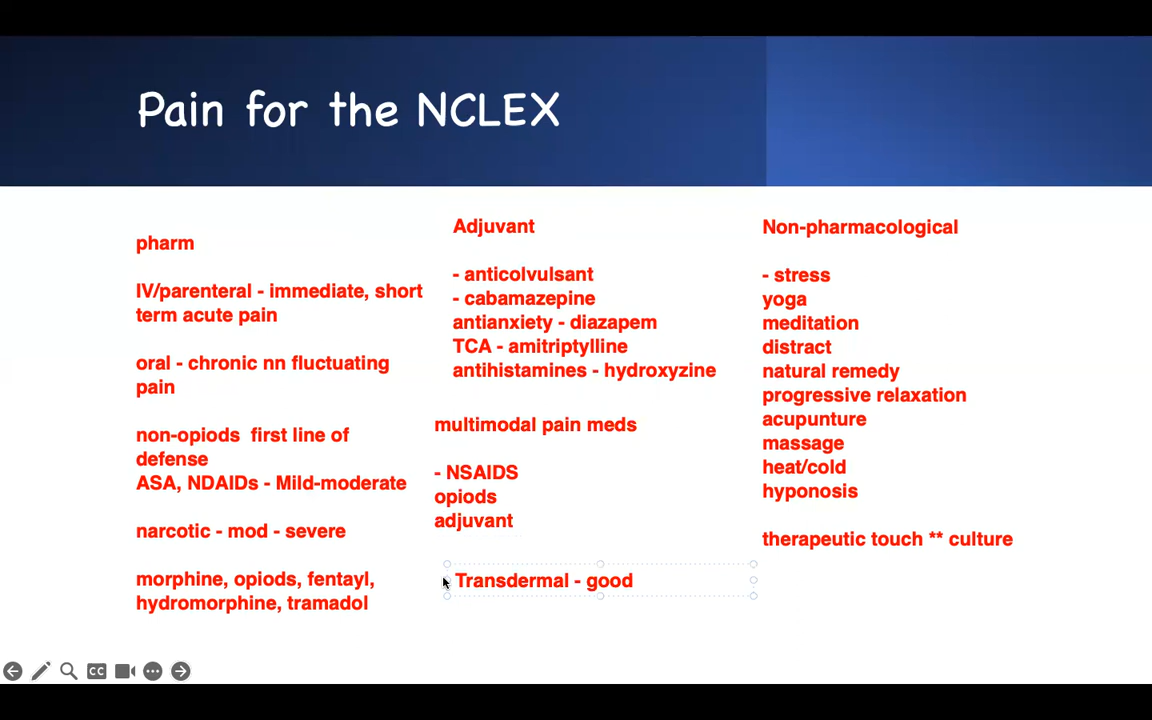 Pain for the NCLEX
pharm
IV/parenteral - immediate, short
term acute pain
oral - chronic nn fluctuating
pain
non-opiods  first line of
defense
ASA, NDAIDs - Mild-moderate
narcotic - mod - severe
morphine, opiods, fentayl,
hydromorphine, tramadol
Adjuvant
- anticolvulsant
- cabamazepine
antianxiety - diazapem
TCA - amitriptylline
antihistamines - hydroxyzine
multimodal pain meds
- NSAIDS
opiods
adjuvant
Transdermal - good
Non-pharmacological
- stress
yoga
meditation
distract
natural remedy
progressive relaxation
acupunture
massage
heat/cold
hyponosis
therapeutic touch ** culture
CC